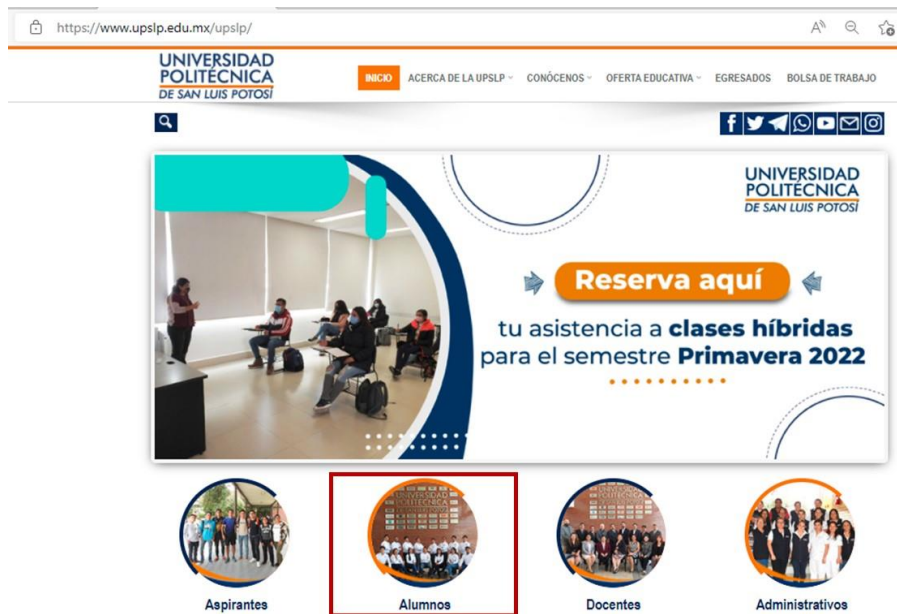 https://www.upslp.edu.mx/upslp/
UNIVERSIDAD
POLITÉCNICA
DE SAN LUIS POTOSÍ
INICIO ACERCA DE LA UPSLP CONÓCENOS OFERTA EDUCATIVA EGRESADOS BOLSA DE TRABAJO
UNIVERSIDAD
POLITÉCNICA
DE SAN LUIS POTOSÍ
Reserva aquí
tu asistencia a clases híbridas
para el semestre Primavera 2022
UNIVERSIDAD
POLITECNICA
Aspirantes Alumnos Docentes Administrativos